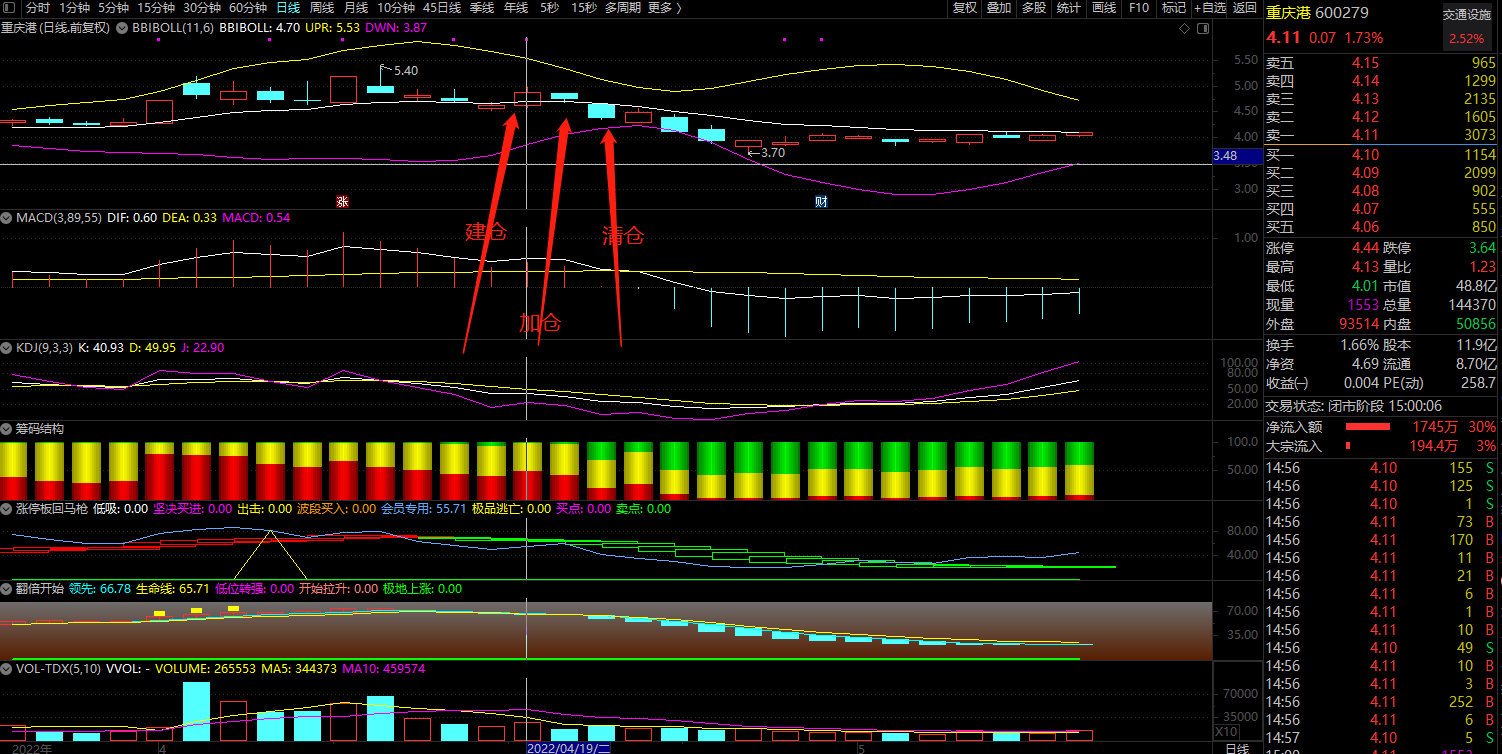 分时 1分钟 5分钟 15分钟 30分钟 60分钟 日线 周线 月线 10分钟 45日线 季线 年线 5秒 15秒 多周期 更多 〉 复权 叠加 多股 统计 画线 F10 标记 +自选 返回
重庆港(日线.前复权) BBIBOLL(11,6) BBIBOLL: 4.70 UPR: 5.53 DWN: 3.87
5.40
3.70
5.50
5.00
4.50
4.00
3.48
3.00
涨
财
建仓
加仓
清仓
MACD(3,89,55) DIF: 0.60 DEA: 0.33 MACD: 0.54
1.00
0.00
KDJ(9,3,3) K: 40.93 D: 49.95 J: 22.90
100.00
80.00
50.00
20.00
筹码结构
100.0
50.00
涨停板回马枪 低吸: 0.00 坚决买进: 0.00 出击: 0.00 波段买入: 0.00 会员专用: 55.71 极品逃亡: 0.00 买点: 0.00 卖点: 0.00
80.00
40.00
翻倍开始 领先: 66.78 生命线: 65.71 低位转强: 0.00 开始拉升: 0.00 极地上涨: 0.00
70.00
35.00
VOL-TDX(5,10) VVOL: - VOLUME: 265553 MA5: 344373 MA10: 459574
70000
35000
X10
2022年 4 2022/04/19/二 5 日线
重庆港 600279 交通设施
4.11 0.07 1.73% 2.52%
卖五 4.15 965
卖四 4.14 1299
卖三 4.13 2135
卖二 4.12 1605
卖一 4.11 3073
买一 4.10 1154
买二 4.09 2099
买三 4.08 902
买四 4.07 555
买五 4.06 850
涨停 4.44 跌停 3.64
最高 4.13 量比 1.23
最低 4.01 市值 48.8亿
现量 1553 总量 144370
外盘 93514 内盘 50856
换手 1.66% 股本 11.9亿
净资 4.69 流通 8.70亿
收益(一) 0.004 PE(动) 258.7
交易状态: 闭市阶段 15:00:06
净流入额 1745万 30%
大宗流入 194.4万 3%
14:56 4.10 155 S
14:56 4.10 125 S
14:56 4.10 1 S
14:56 4.11 73 B
14:56 4.11 170 B
14:56 4.11 11 B
14:56 4.11 21 B
14:56 4.11 6 B
14:56 4.11 1 B
14:56 4.11 10 B
14:56 4.10 49 S
14:56 4.11 10 B
14:56 4.11 3 B
14:56 4.11 252 B
14:56 4.11 6 B
14:57 4.10 5 S